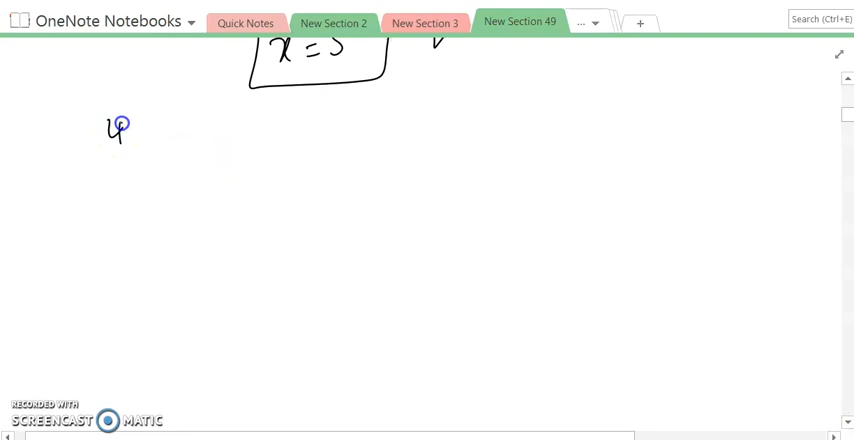 OneNote Notebooks
Quick Notes
New Section 2
New Section 3
New Section 49
...
+
Search (Ctrl+E)
x = 5
4
RECORDED WITH
SCREENCAST MATIC